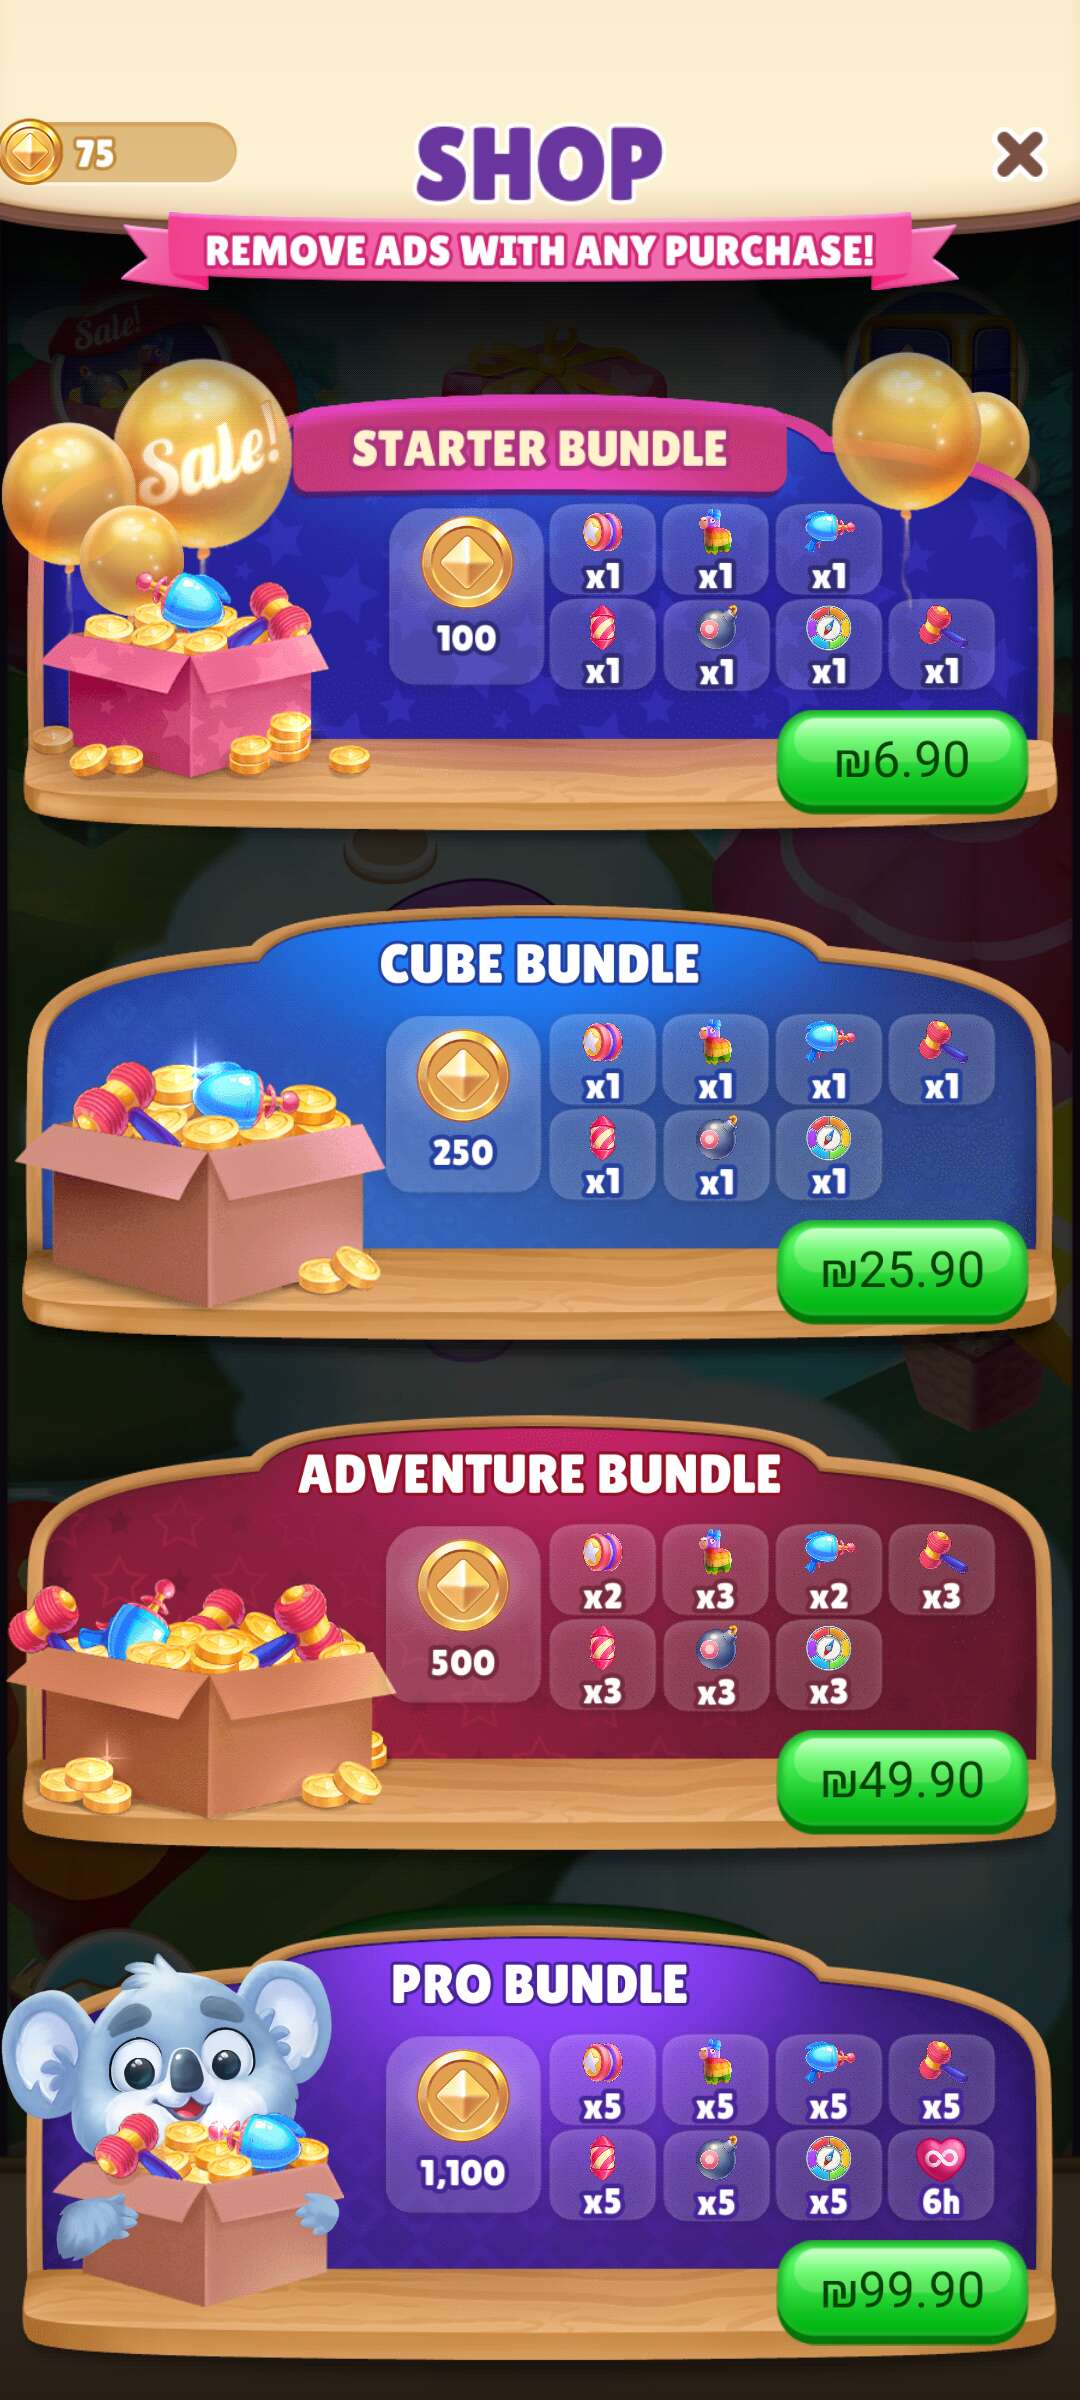 75
SHOP
REMOVE ADS WITH ANY PURCHASE!
Sale!
Sale!
STARTER BUNDLE
100
x1 x1 x1
x1 x1 x1 x1
₪6.90
CUBE BUNDLE
250
x1 x1 x1 x1
x1 x1 x1
₪25.90
ADVENTURE BUNDLE
500
x2 x3 x2 x3
x3 x3 x3
₪49.90
PRO BUNDLE
1,100
x5 x5 x5 x5
x5 x5 x5 6h
₪99.90